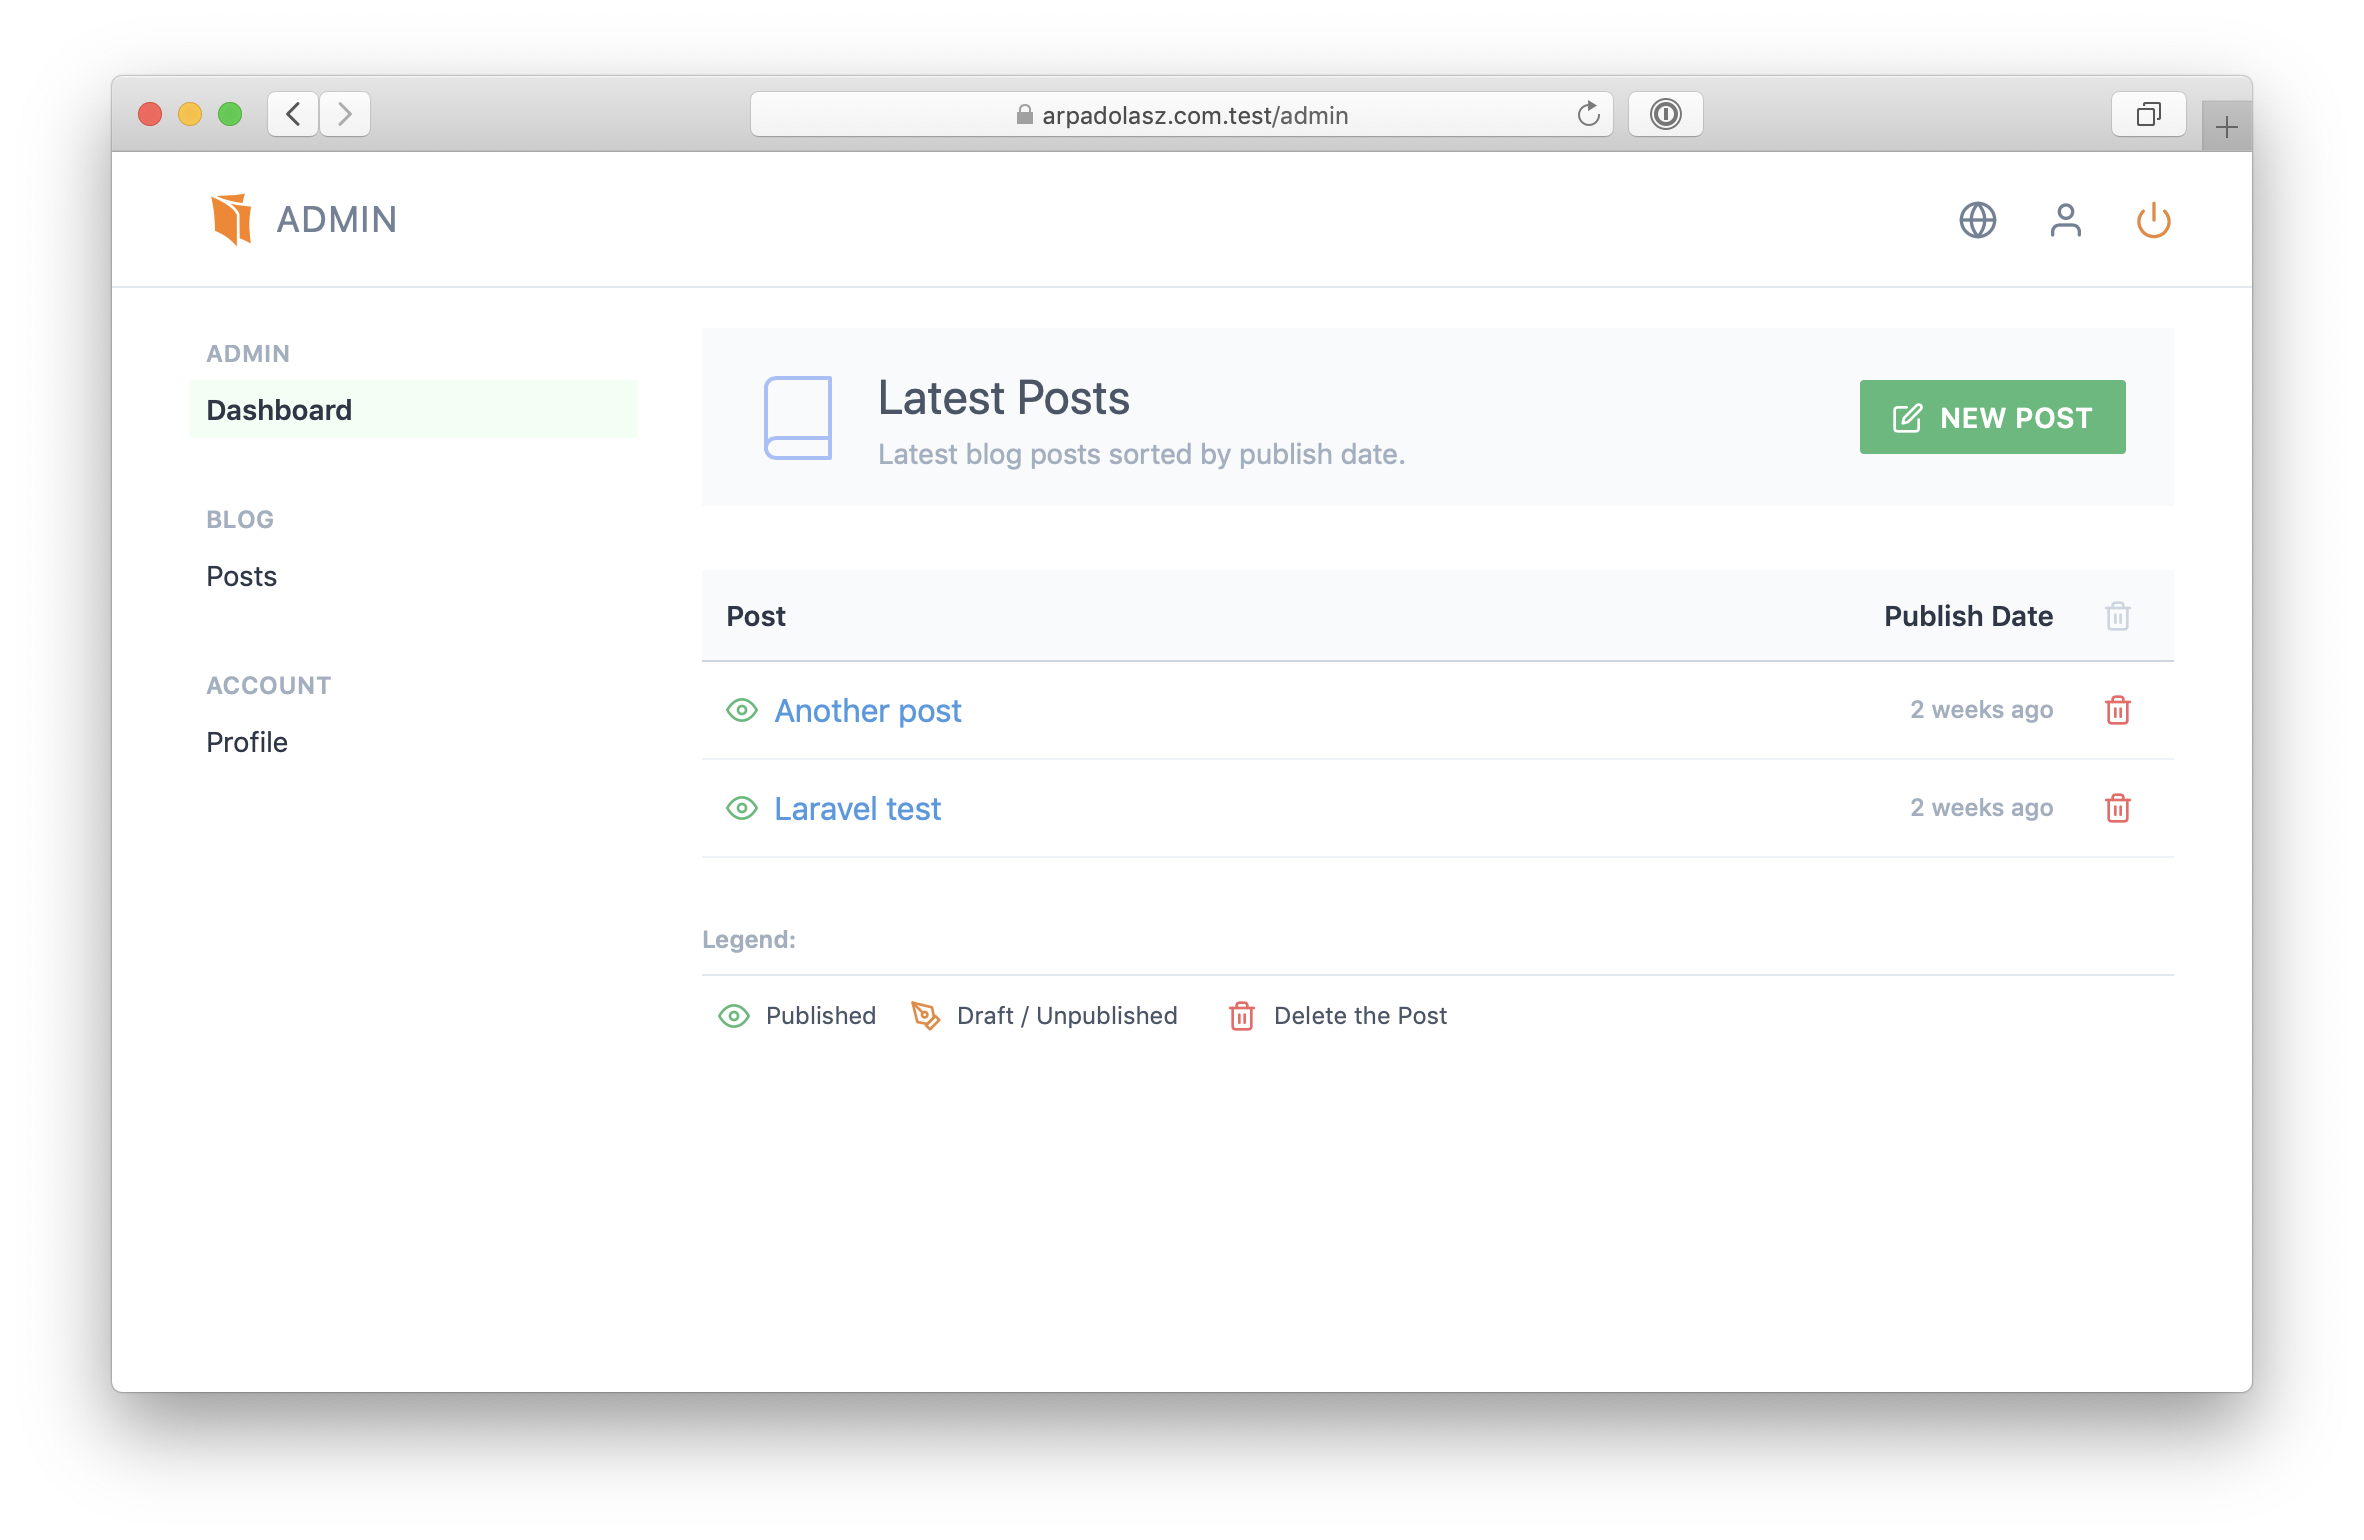 arpadolasz.com.test/admin
ADMIN
ADMIN
Dashboard
BLOG
Posts
ACCOUNT
Profile
Latest Posts
Latest blog posts sorted by publish date.
NEW POST
Post Publish Date
Another post 2 weeks ago
Laravel test 2 weeks ago
Legend:
Published Draft / Unpublished Delete the Post